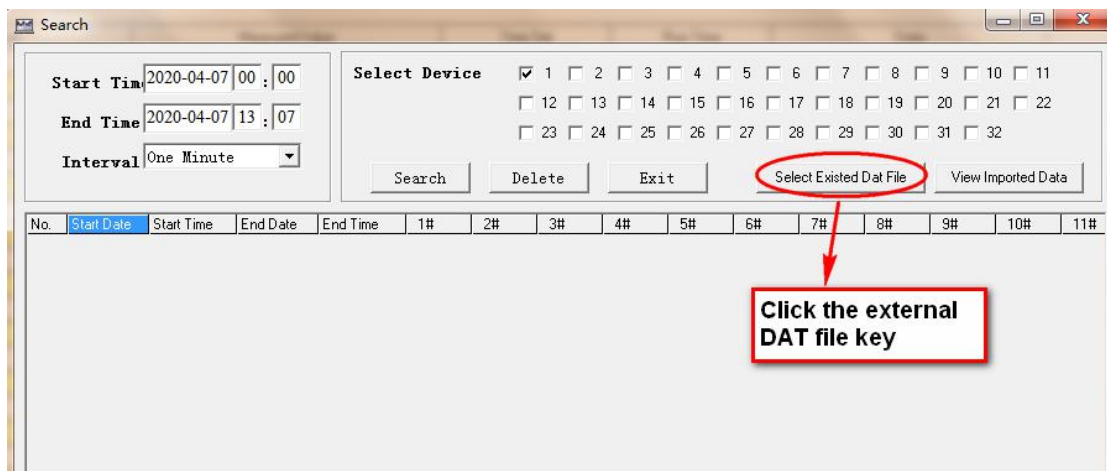 Search
Start Tim 2020-04-07 00 : 00
End Time 2020-04-07 13 : 07
Interval One Minute
Select Device 1 2 3 4 5 6 7 8 9 10 11
12 13 14 15 16 17 18 19 20 21 22
23 24 25 26 27 28 29 30 31 32
Search Delete Exit Select Existed Dat File View Imported Data
No. Start Date Start Time End Date End Time 1# 2# 3# 4# 5# 6# 7# 8# 9# 10# 11#
Click the external
DAT file key